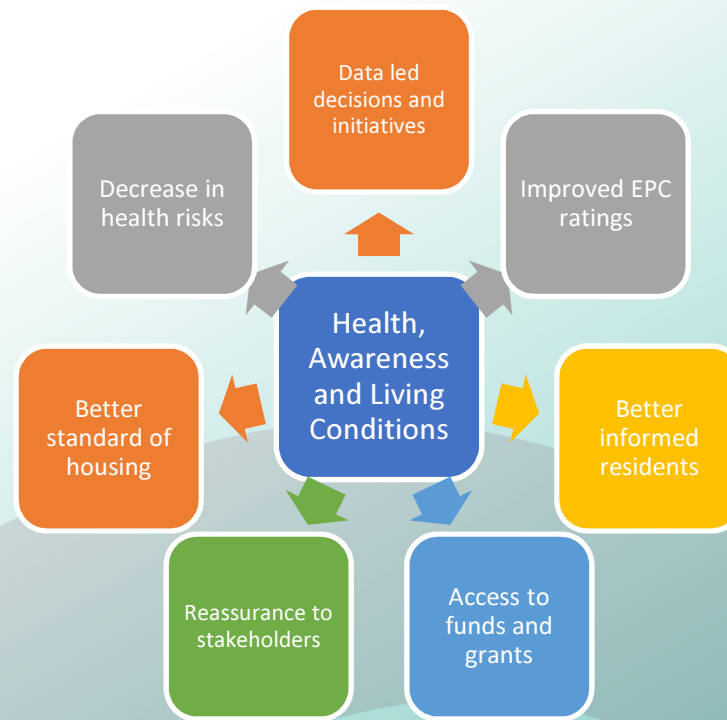 Data led
decisions and
initiatives
Decrease in
health risks
Improved EPC
ratings
Health,
Awareness
and Living
Conditions
Better
standard of
housing
Better
informed
residents
Reassurance to
stakeholders
Access to
funds and
grants